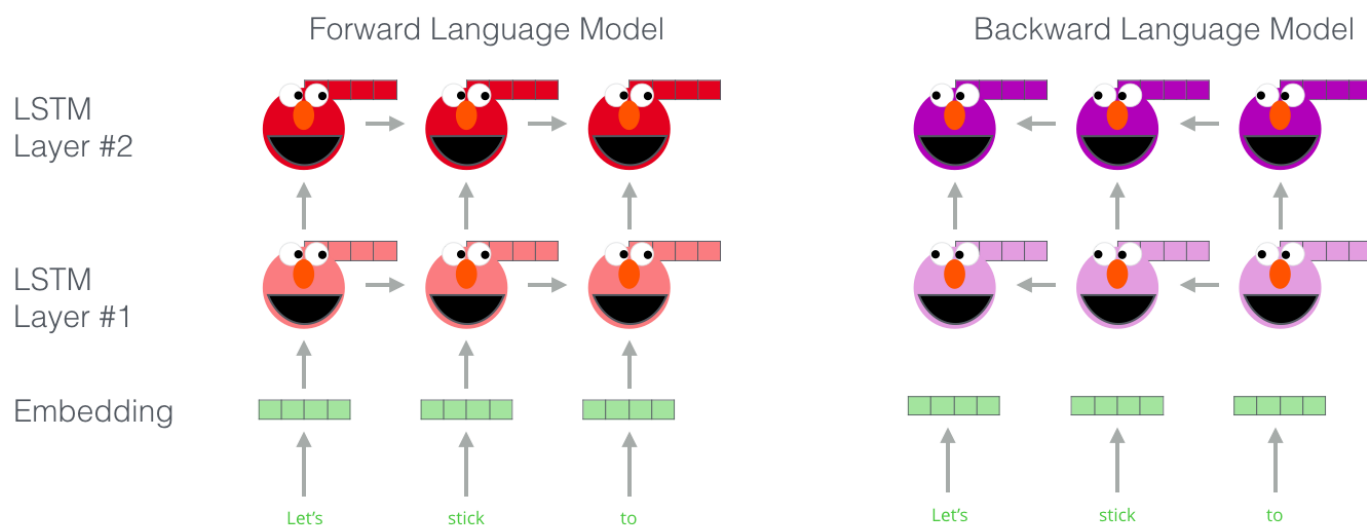 Forward Language Model
Backward Language Model
LSTM
Layer #2
LSTM
Layer #1
Embedding
Let's
stick
to
Let's
stick
to